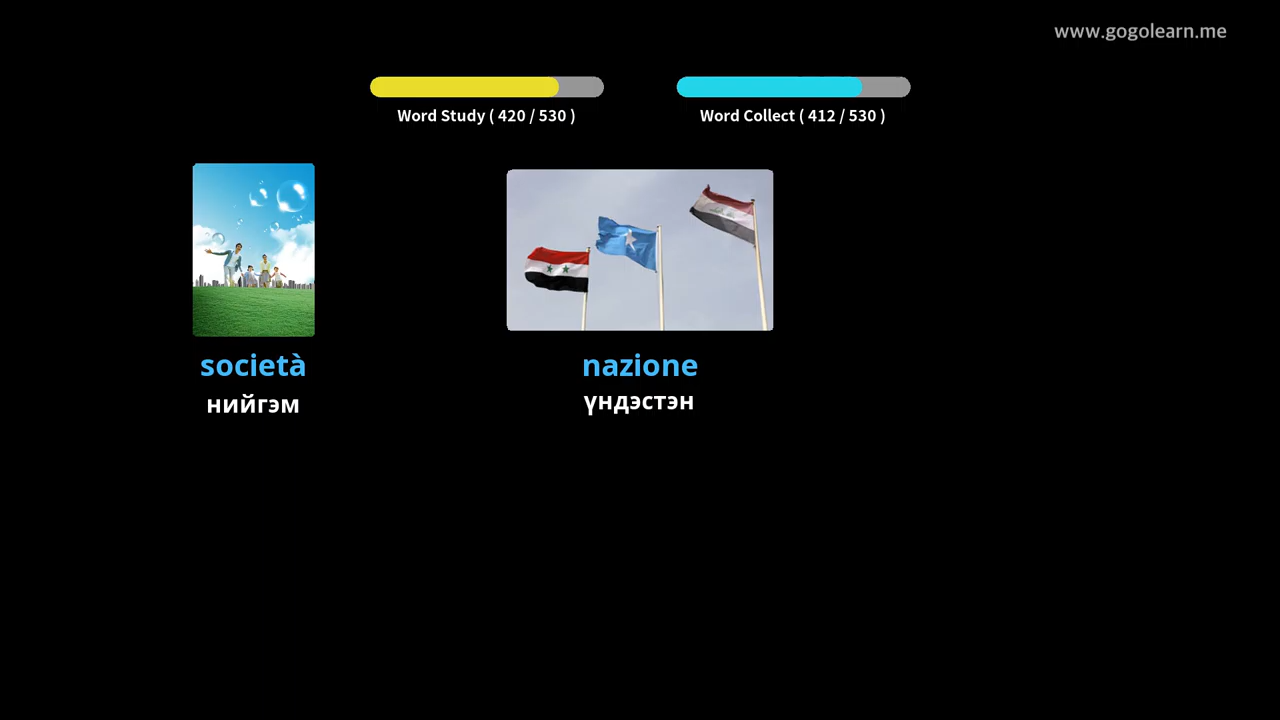 www.gogolearn.me
Word Study ( 420 / 530 )
Word Collect ( 412 / 530 )
società
нийгэм
nazione
үндэстэн